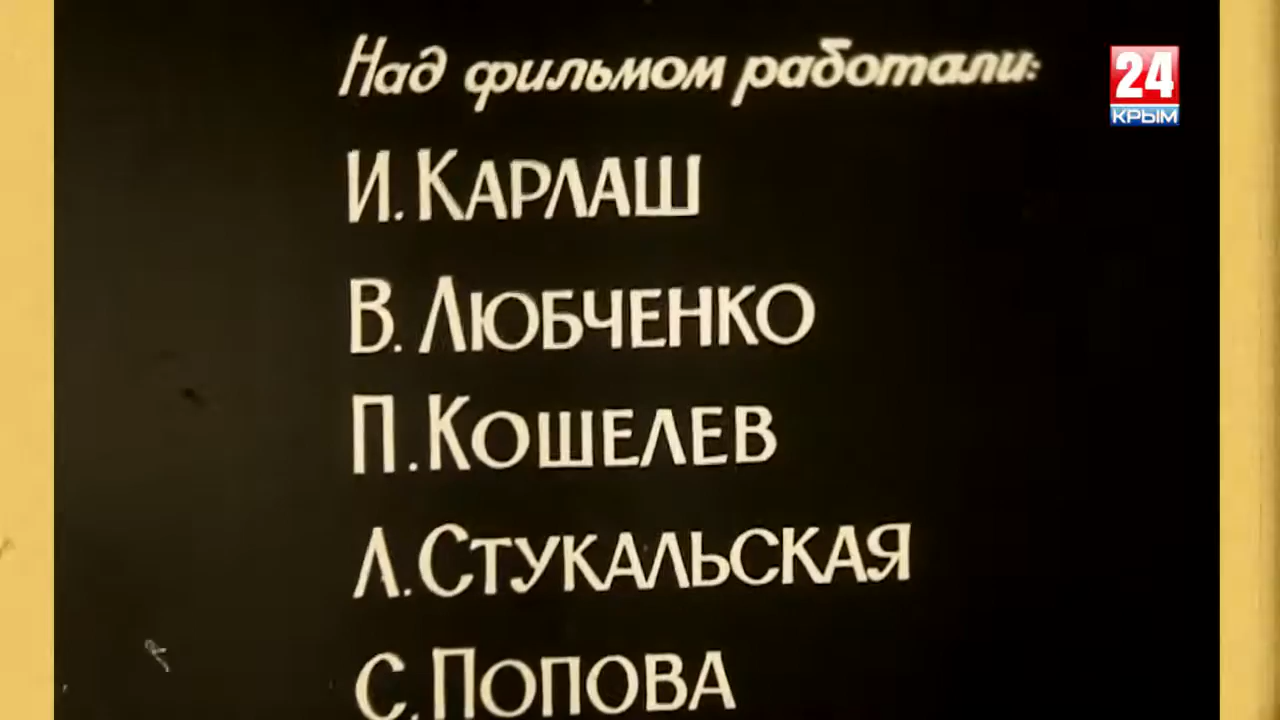 Над фильмом работали:
24
КРЫМ
И. КАРЛАШ
В. ЛЮБЧЕНКО
П. КОШЕЛЕВ
Л. СТУКАЛЬСКАЯ
С. ПОПОВА